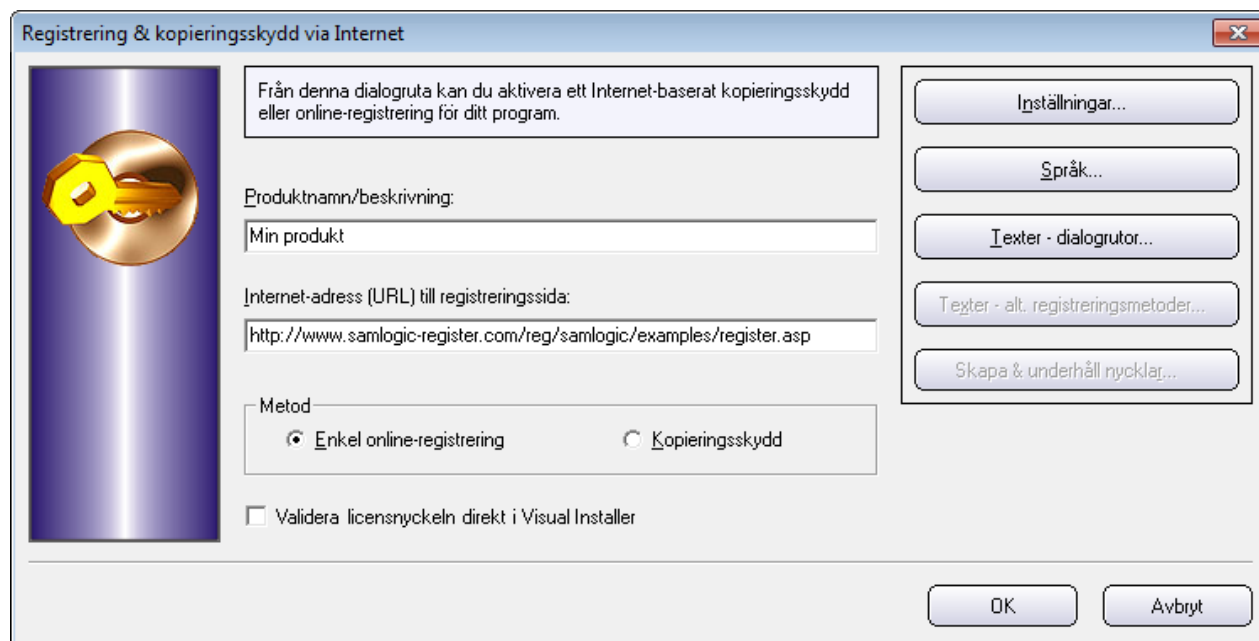 Registrering & kopieringsskydd via Internet
Från denna dialogruta kan du aktivera ett Internet-baserat kopieringsskydd
eller online-registrering för ditt program.
Produktnamn/beskrivning:
Min produkt
Internet-adress (URL) till registreringssida:
http://www.samlogic-register.com/reg/samlogic/examples/register.asp
Metod
Enkel online-registrering
Kopieringsskydd
Validera licensnyckeln direkt i Visual Installer
Inställningar...
Språk...
Texter - dialogrutor...
Texter - alt. registreringsmetoder...
Skapa & underhåll nycklar...
OK
Avbryt